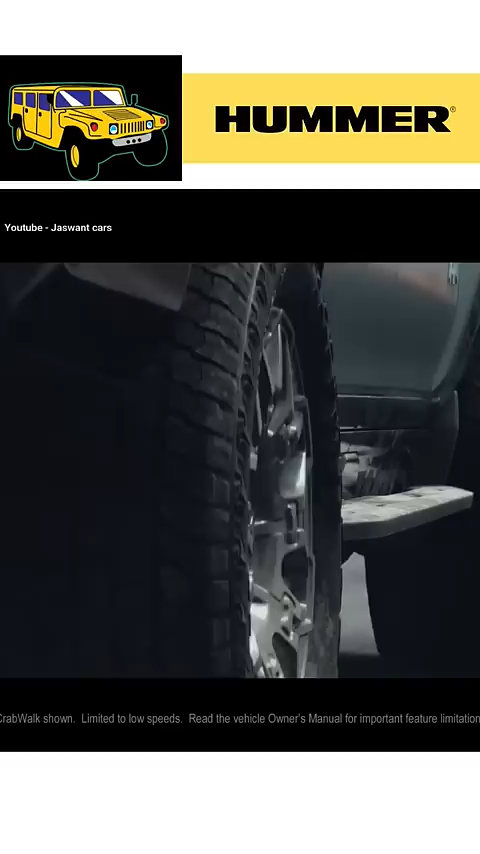 HUMMER®
Youtube - Jaswant cars
CrabWalk shown. Limited to low speeds. Read the vehicle Owner's Manual for important feature limitation